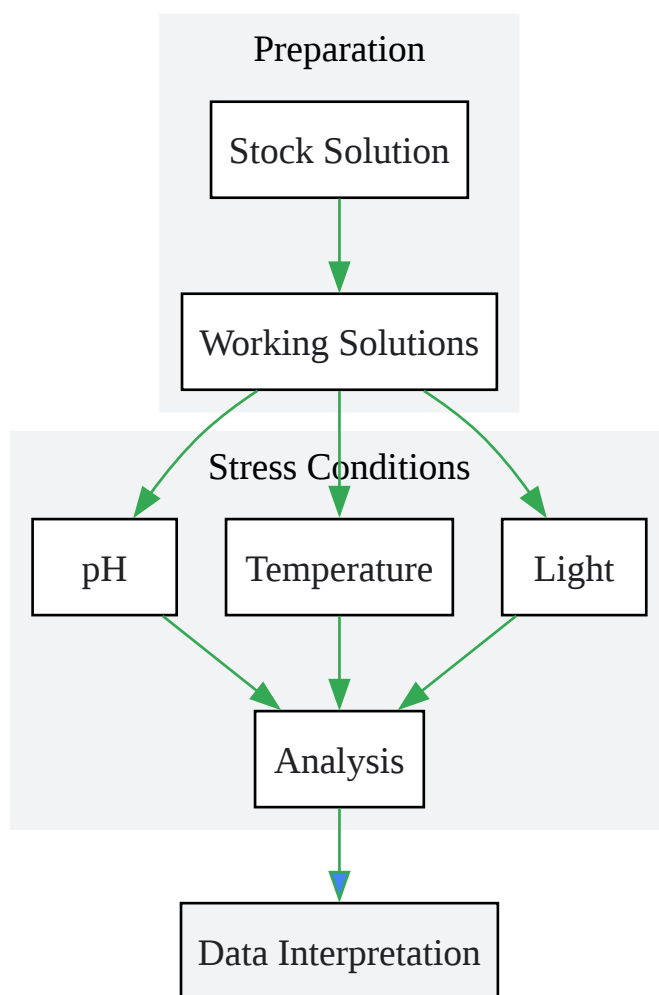 Preparation
Stock Solution
Working Solutions
Stress Conditions
pH
Temperature
Light
Analysis
Data Interpretation